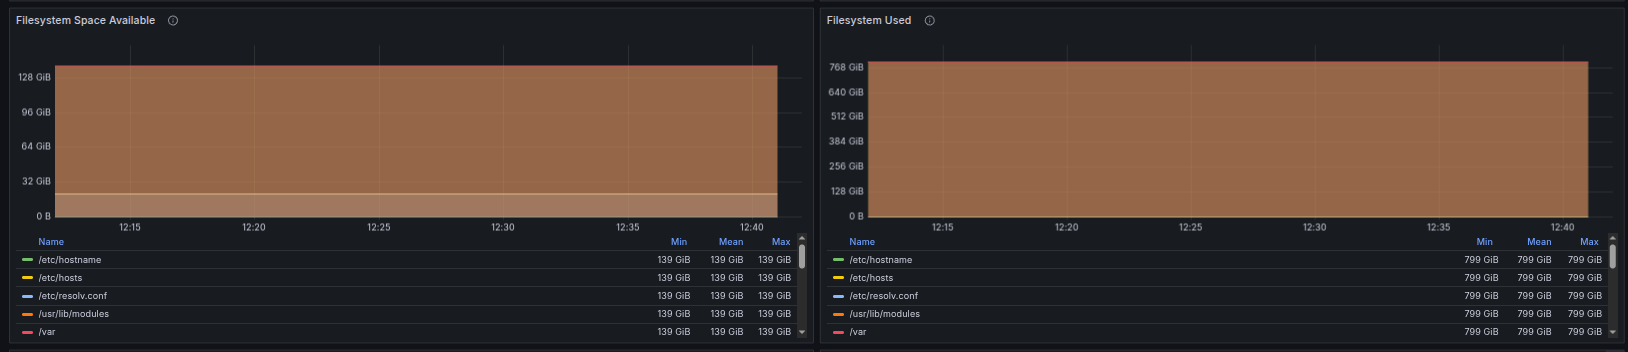 Filesystem Space Available
128 GiB
96 GiB
64 GiB
32 GiB
0 B
12:15 12:20 12:25 12:30 12:35 12:40
Name Min Mean Max
/etc/hostname 139 GiB 139 GiB 139 GiB
/etc/hosts 139 GiB 139 GiB 139 GiB
/etc/resolv.conf 139 GiB 139 GiB 139 GiB
/usr/lib/modules 139 GiB 139 GiB 139 GiB
/var 139 GiB 139 GiB 139 GiB
Filesystem Used
768 GiB
640 GiB
512 GiB
384 GiB
256 GiB
128 GiB
0 B
12:15 12:20 12:25 12:30 12:35 12:40
Name Min Mean Max
/etc/hostname 799 GiB 799 GiB 799 GiB
/etc/hosts 799 GiB 799 GiB 799 GiB
/etc/resolv.conf 799 GiB 799 GiB 799 GiB
/usr/lib/modules 799 GiB 799 GiB 799 GiB
/var 799 GiB 799 GiB 799 GiB